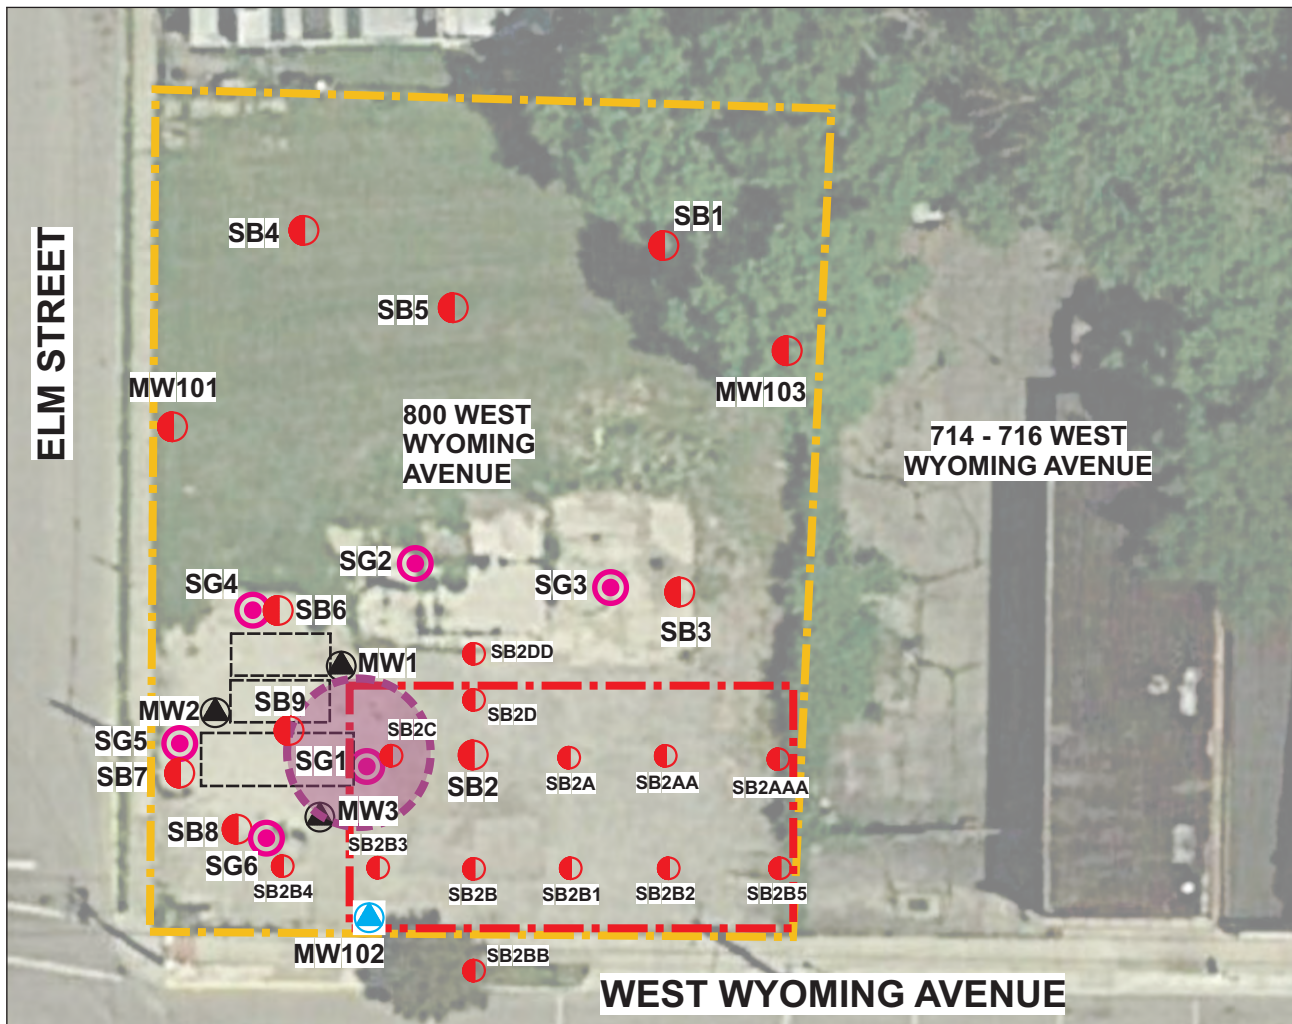 SB4
SB1
SB5
ELM STREET
MW101
MW103
800 WEST
WYOMING
AVENUE
714 - 716 WEST
WYOMING AVENUE
SG2
SG4
SG3
SB6
SB3
SB2DD
MW1
SB9
MW2
SB2D
SG5
SB2C
SG1
SB7
SB2
SB2A
SB2AA
SB2AAA
MW3
SB8
SB2B3
SG6
SB2B4
SB2B
SB2B1
SB2B2
SB2B5
MW102
SB2BB
WEST WYOMING AVENUE